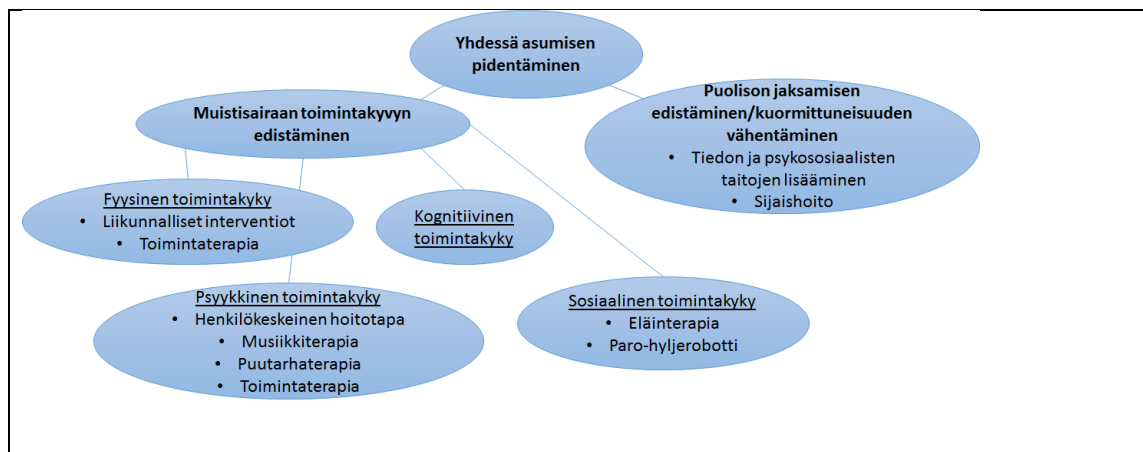 Yhdessä asumisen
pidentäminen
Muistisairaan toimintakyvyn
edistäminen
Puolison jaksamisen
edistäminen/kuormittuneisuuden
vähentäminen
• Tiedon ja psykososiaalisten
taitojen lisääminen
• Sijaishoito
Fyysinen toimintakyky
• Liikunnalliset interventiot
• Toimintaterapia
Kognitiivinen
toimintakyky
Psyykkinen toimintakyky
• Henkilökeskeinen hoitotapa
• Musiikkiterapia
• Puutarhaterapia
• Toimintaterapia
Sosiaalinen toimintakyky
• Eläinterapia
• Paro-hyljerobotti